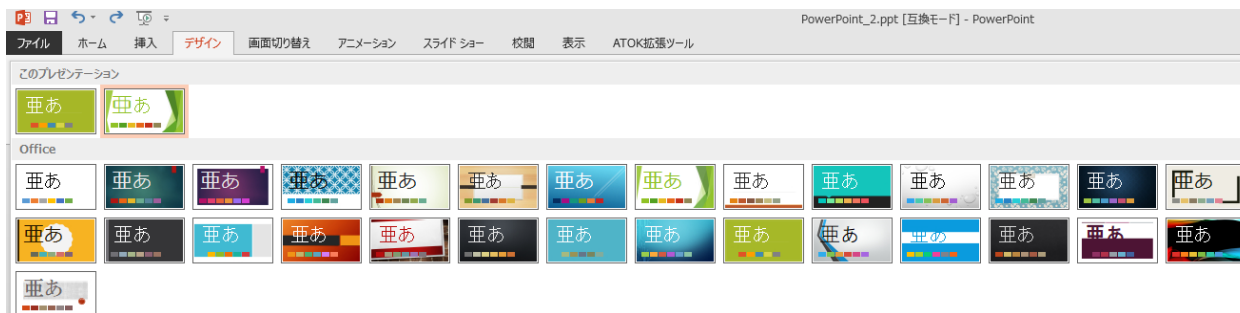 PowerPoint_2.ppt [互換モード] - PowerPoint
ファイル ホーム 挿入 デザイン 画面切り替え アニメーション スライド ショー 校閲 表示 ATOK拡張ツール
このプレゼンテーション
亜あ 亜あ
Office
亜あ 亜あ 亜あ 亜あ 亜あ 亜あ 亜あ 亜あ 亜あ 亜あ 亜あ 亜あ 亜あ 亜あ
亜あ 亜あ 亜あ 亜あ 亜あ 亜あ 亜あ 亜あ 亜あ 亜あ 亜あ 亜あ 亜あ 亜あ
亜あ